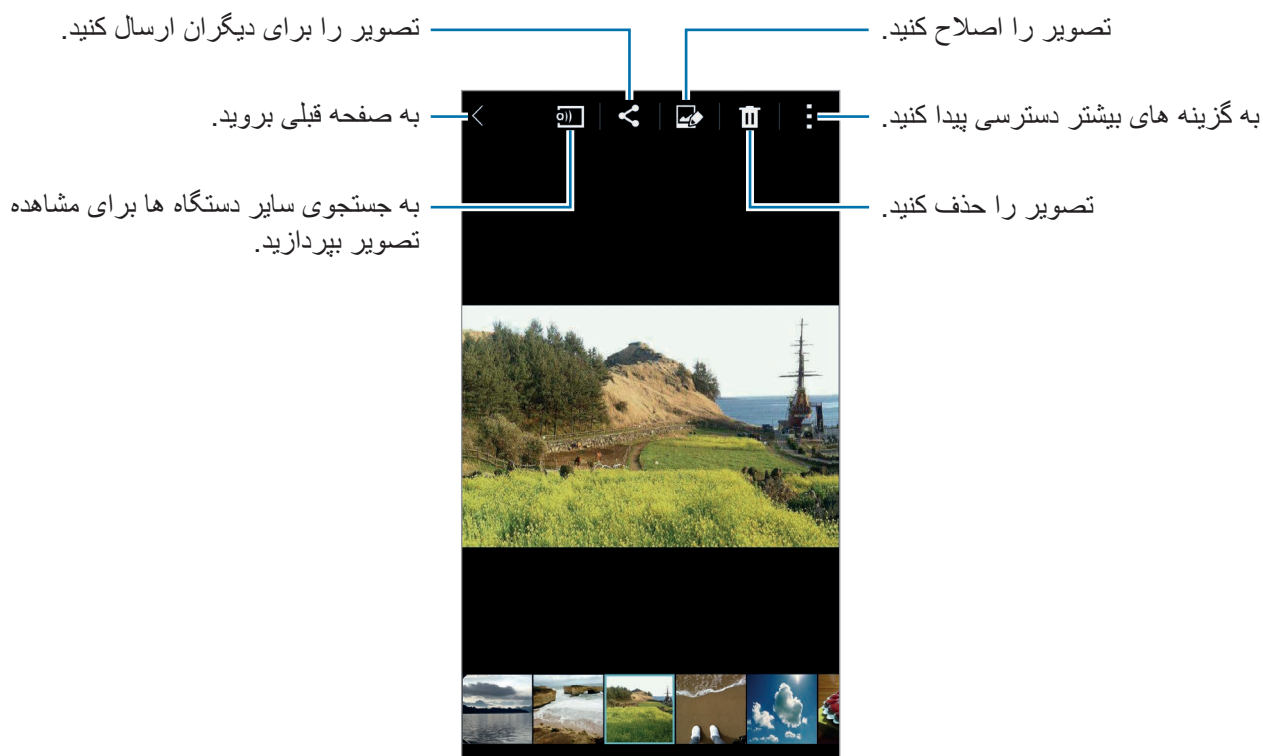 تصویر را اصلاح کنید.
تصویر را برای دیگران ارسال کنید.
به گزینه های بیشتر دسترسی پیدا کنید.
به صفحه قبلی بروید.
تصویر را حذف کنید.
به جستجوی سایر دستگاه ها برای مشاهده
تصویر بپردازید.